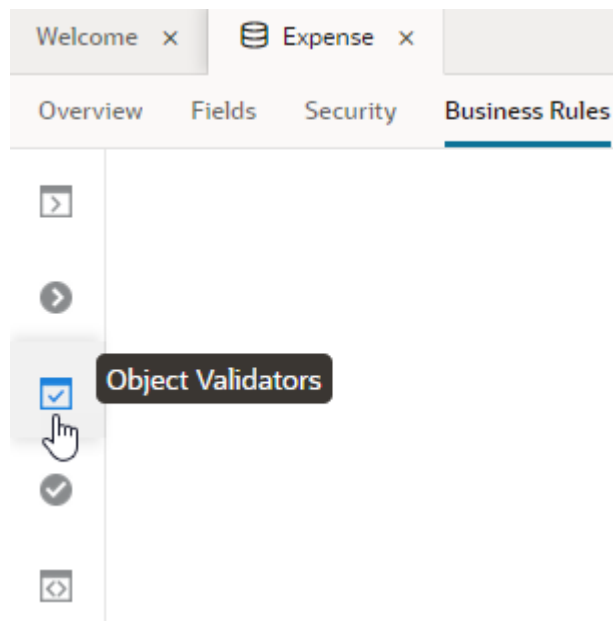 Welcome × Expense ×
Overview Fields Security Business Rules
Object Validators